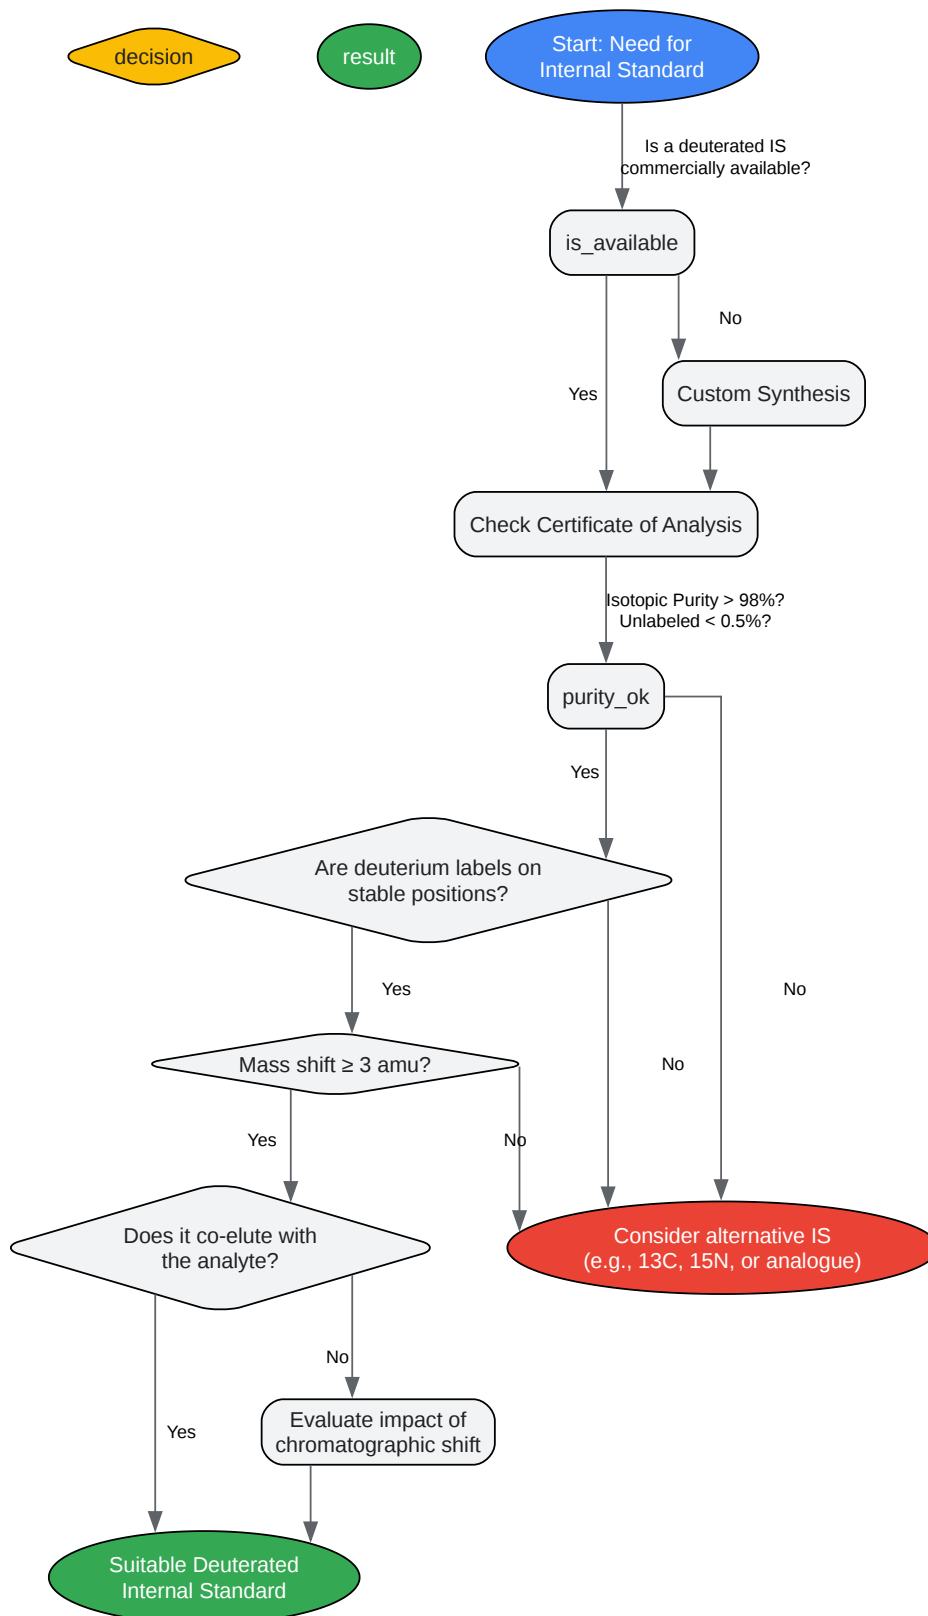 decision
result
Start: Need for
Internal Standard
Is a deuterated IS
commercially available?
is_available
No
Yes
Custom Synthesis
Check Certificate of Analysis
Isotopic Purity > 98%?
Unlabeled < 0.5%?
purity_ok
Yes
Are deuterium labels on
stable positions?
Yes
No
Mass shift ≥ 3 amu?
No
Yes
No
Does it co-elute with
the analyte?
Consider alternative IS
(e.g., 13C, 15N, or analogue)
No
Evaluate impact of
chromatographic shift
Yes
Suitable Deuterated
Internal Standard